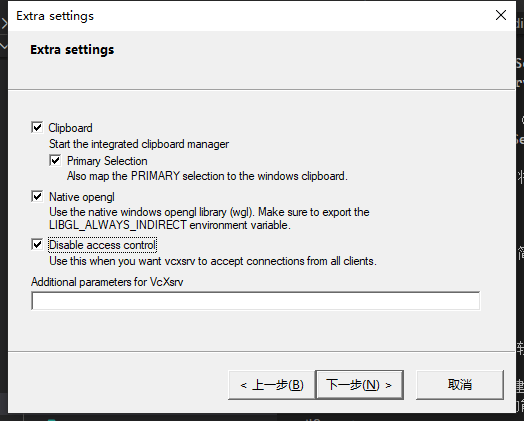 Extra settings
Extra settings
Clipboard
Start the integrated clipboard manager
Primary Selection
Also map the PRIMARY selection to the windows clipboard.
Native opengl
Use the native windows opengl library (wgl). Make sure to export the
LIBGL_ALWAYS_INDIRECT environment variable.
Disable access control
Use this when you want vcxsrv to accept connections from all clients.
Additional parameters for VcXsrv
< 上一步(B)
下一步(N) >
取消